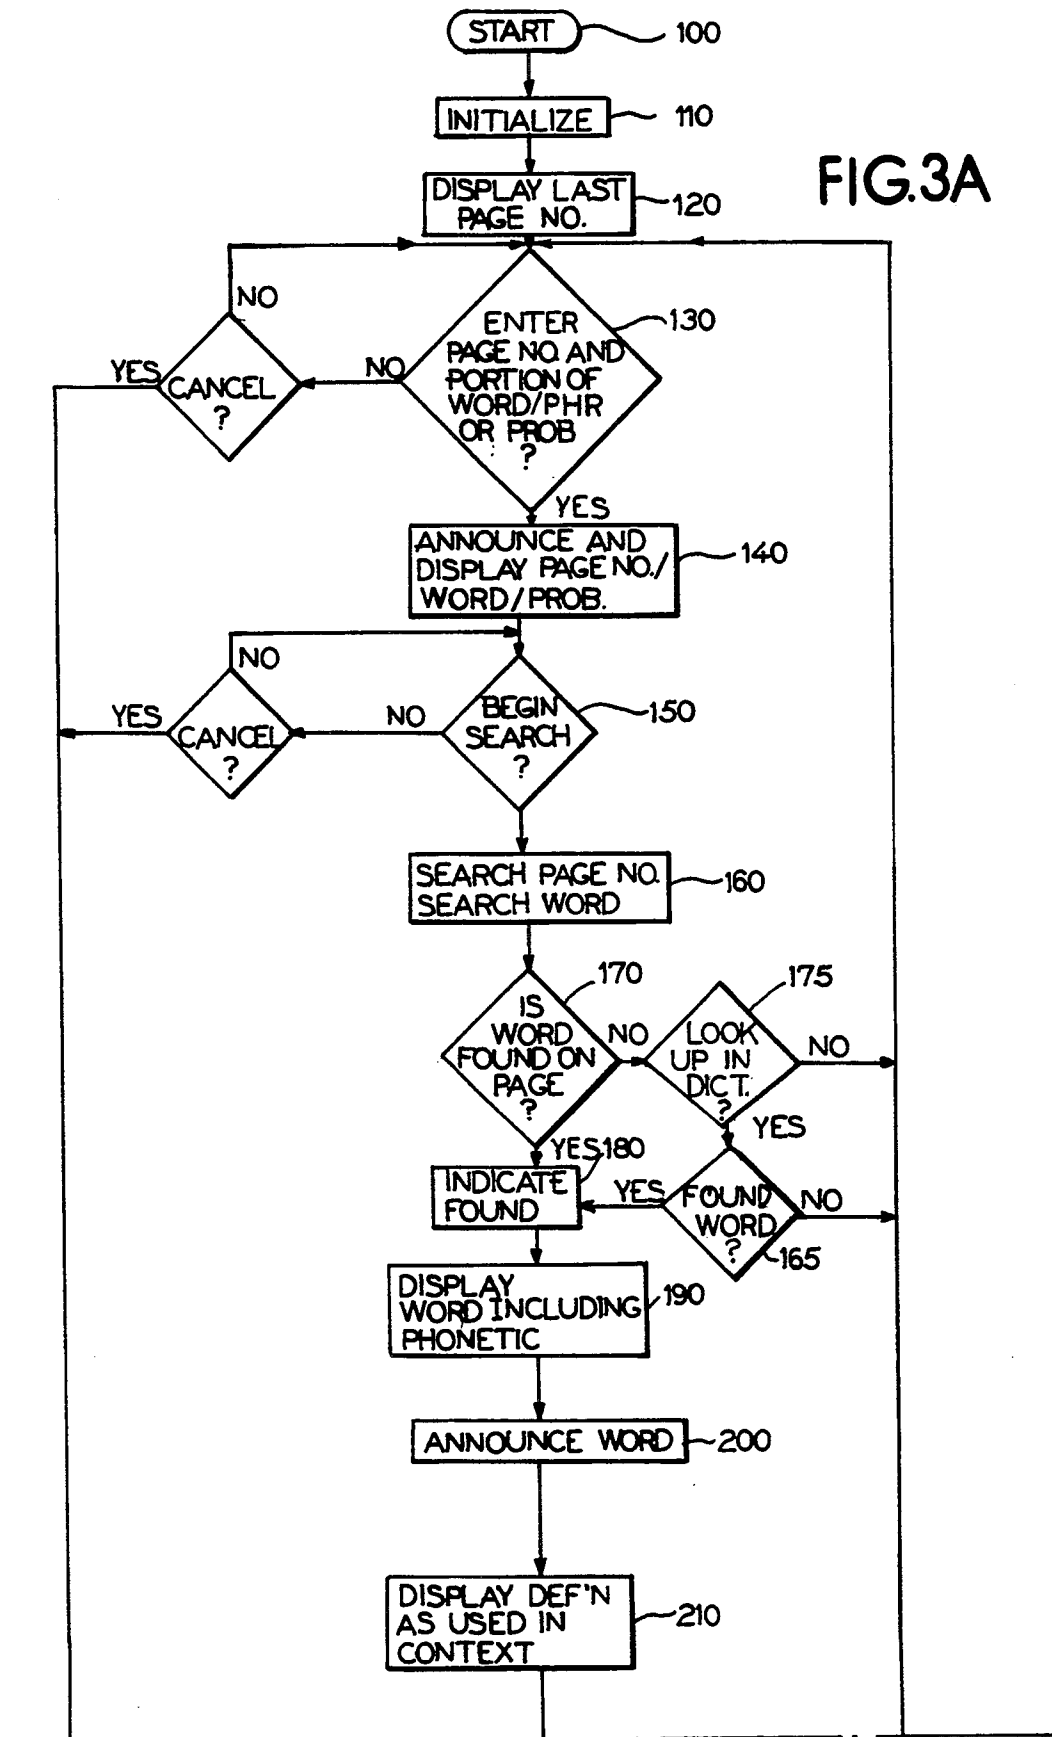 START
100
INITIALIZE
110
FIG.3A
DISPLAY LAST
PAGE NO.
120
NO
130
ENTER
PAGE NO. AND
PORTION OF
WORD/PHR
OR PROB
?
NO
YES
CANCEL
?
YES
ANNOUNCE AND
DISPLAY PAGE NO./
WORD/PROB.
140
NO
BEGIN
SEARCH
?
150
NO
YES
CANCEL
?
SEARCH PAGE NO.
SEARCH WORD
160
170
IS
WORD
FOUND ON
PAGE
?
NO
175
LOOK
UP IN
DICT.
?
NO
YES
YES
180
INDICATE
FOUND
YES
FOUND
WORD
?
NO
165
DISPLAY
WORD INCLUDING
PHONETIC
190
ANNOUNCE WORD
200
DISPLAY DEF'N
AS USED IN
CONTEXT
210